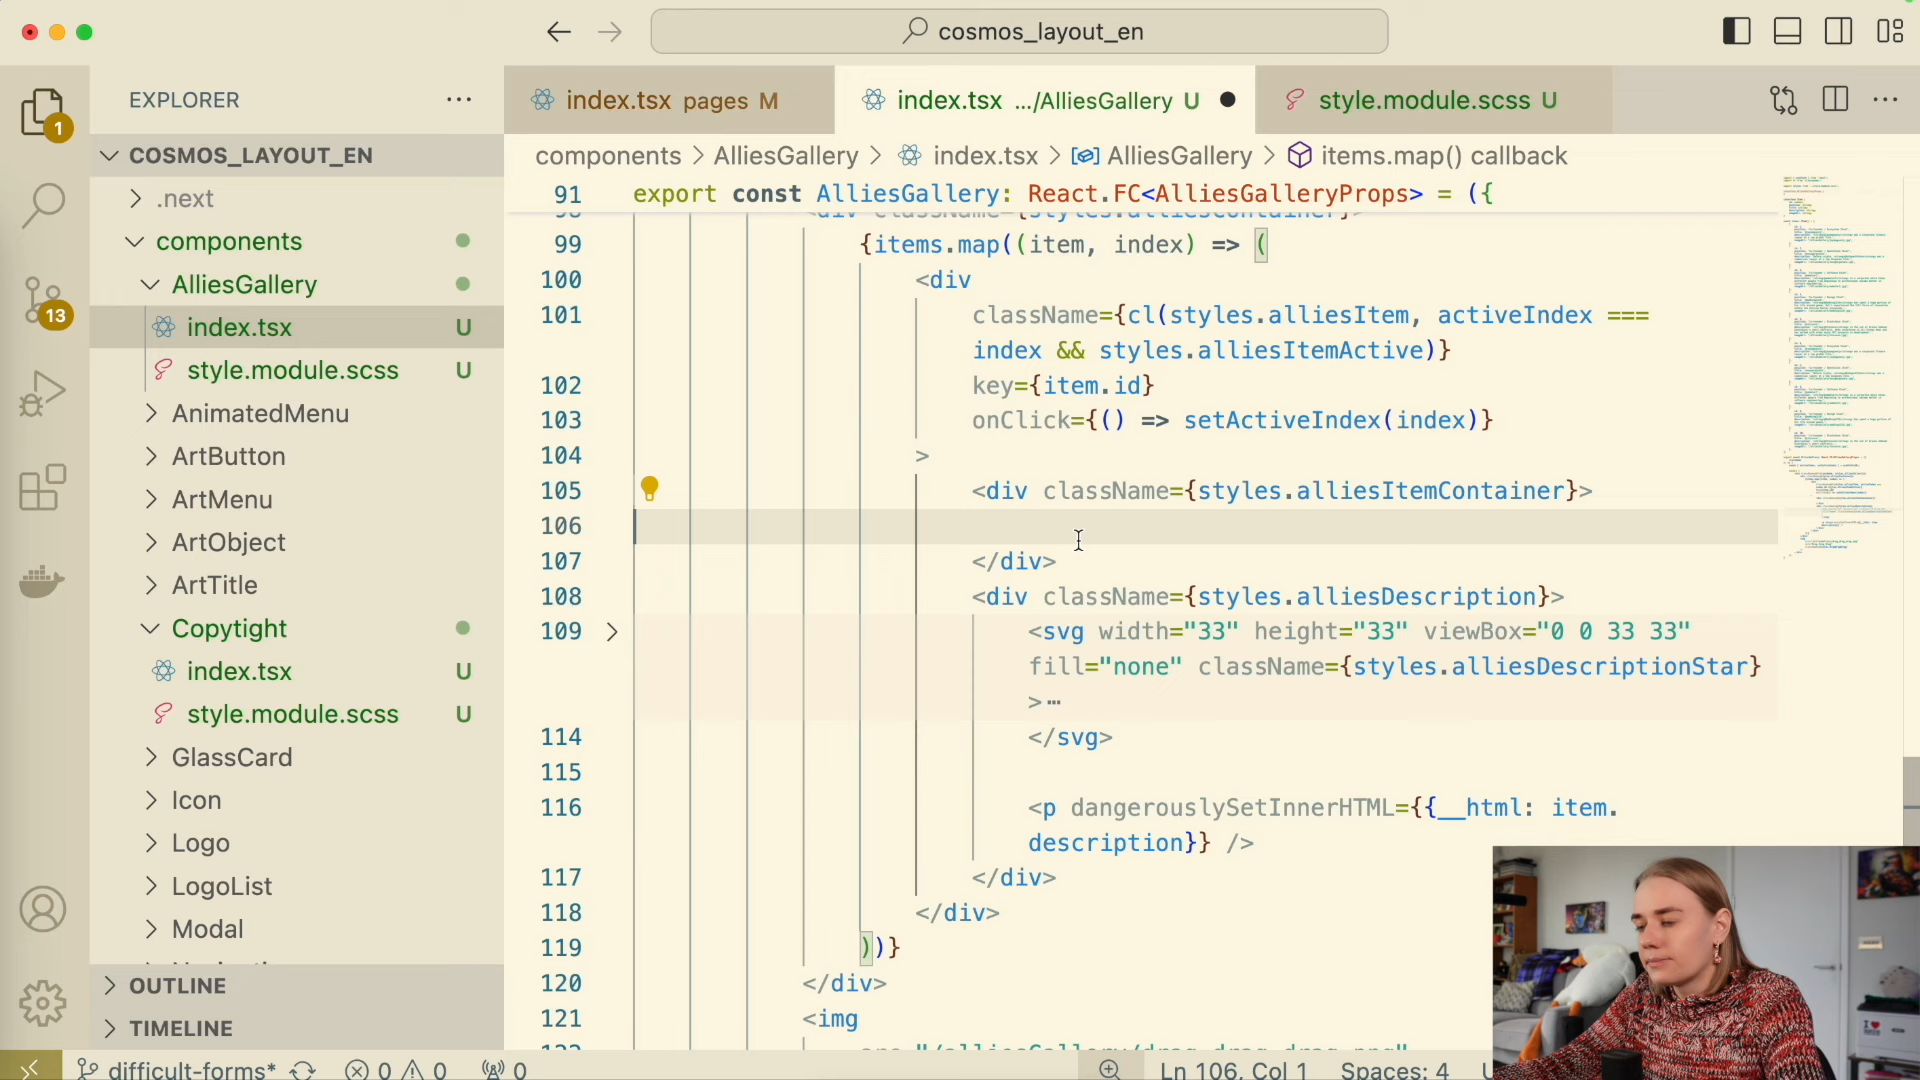 cosmos_layout_en
EXPLORER
index.tsx pages M
index.tsx .../AlliesGallery U
style.module.scss U
1
COSMOS_LAYOUT_EN
components > AlliesGallery > index.tsx > AlliesGallery > items.map() callback
.next
components
AlliesGallery
index.tsx U
style.module.scss U
AnimatedMenu
ArtButton
ArtMenu
ArtObject
ArtTitle
Copytight
index.tsx U
style.module.scss U
GlassCard
Icon
Logo
LogoList
Modal
13
OUTLINE
TIMELINE
91 export const AlliesGallery: React.FC<AlliesGalleryProps> = ({
99 {items.map((item, index) => (
100 <div
101 className={cl(styles.alliesItem, activeIndex ===
index && styles.alliesItemActive)}
102 key={item.id}
103 onClick={() => setActiveIndex(index)}
104 >
105 <div className={styles.alliesItemContainer}>
106
107 </div>
108 <div className={styles.alliesDescription}>
109 <svg width="33" height="33" viewBox="0 0 33 33"
fill="none" className={styles.alliesDescriptionStar}
>⋯
114 </svg>
115
116 <p dangerouslySetInnerHTML={{__html: item.
description}} />
117 </div>
118 </div>
119 ))}
120 </div>
121 <img
difficult-forms* 0 0 0
Ln 106, Col 1 Spaces: 4